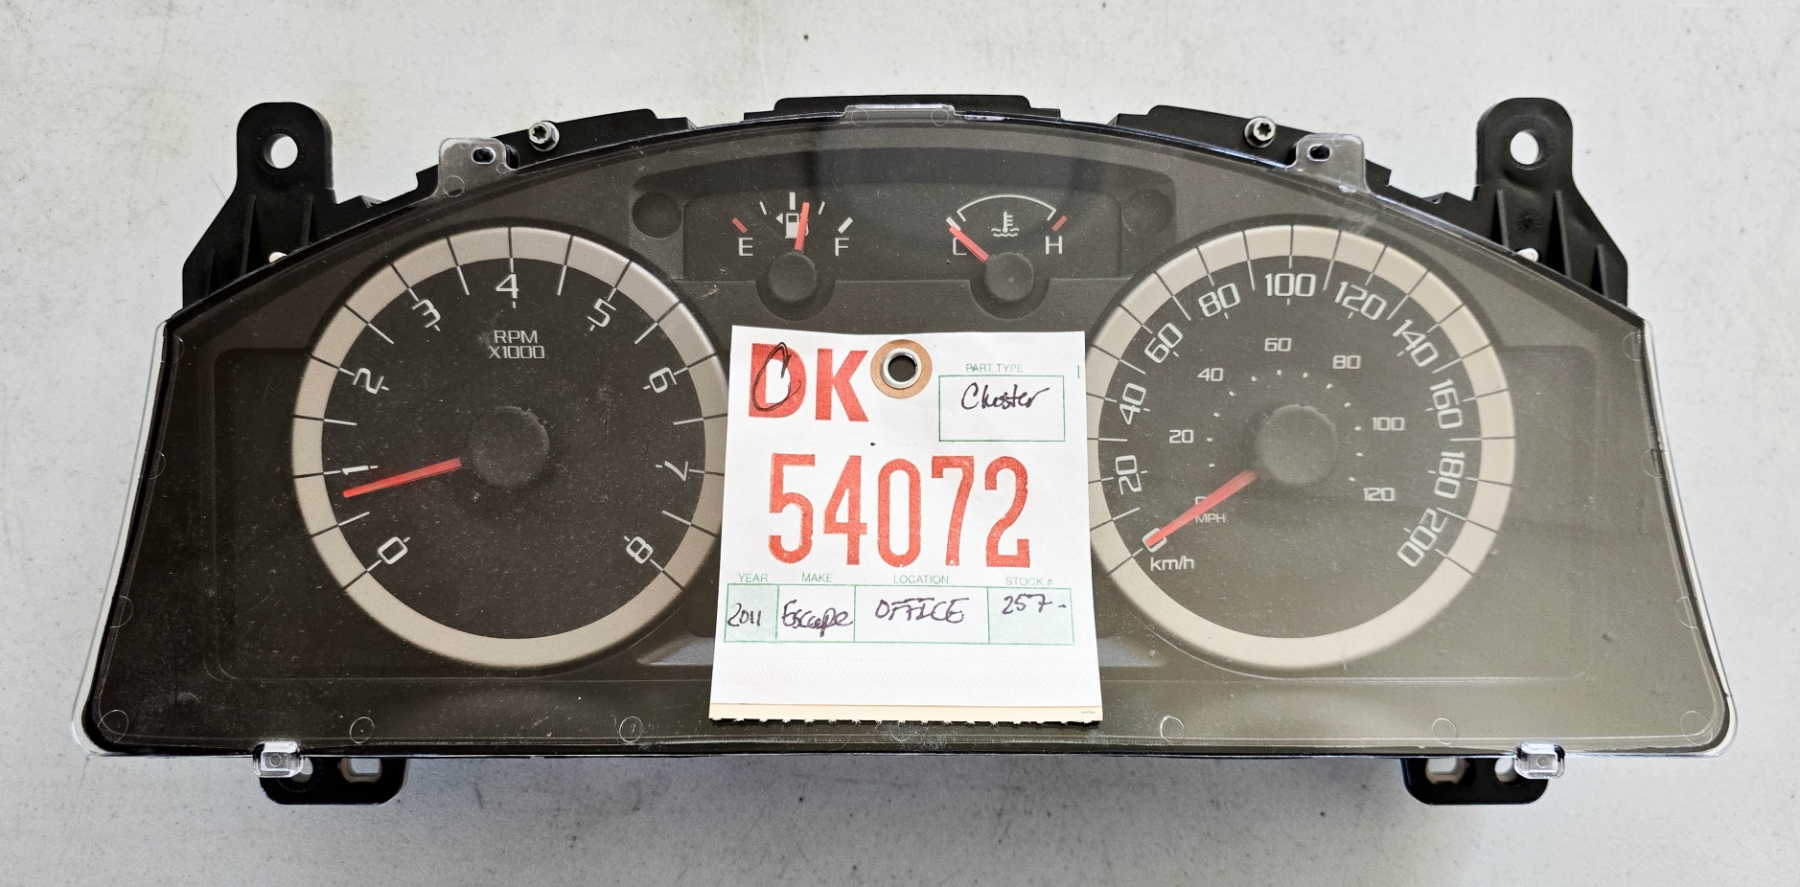 E F
L H
4
3 5
RPM
X1000
2 6
1 7
0 8
100
80 120
60 140
40 160
20 180
0 200
60
40 80
20 100
120
MPH
km/h
DK
PART TYPE
Cluster
54072
YEAR MAKE LOCATION STOCK #
2011 Escape OFFICE 257-